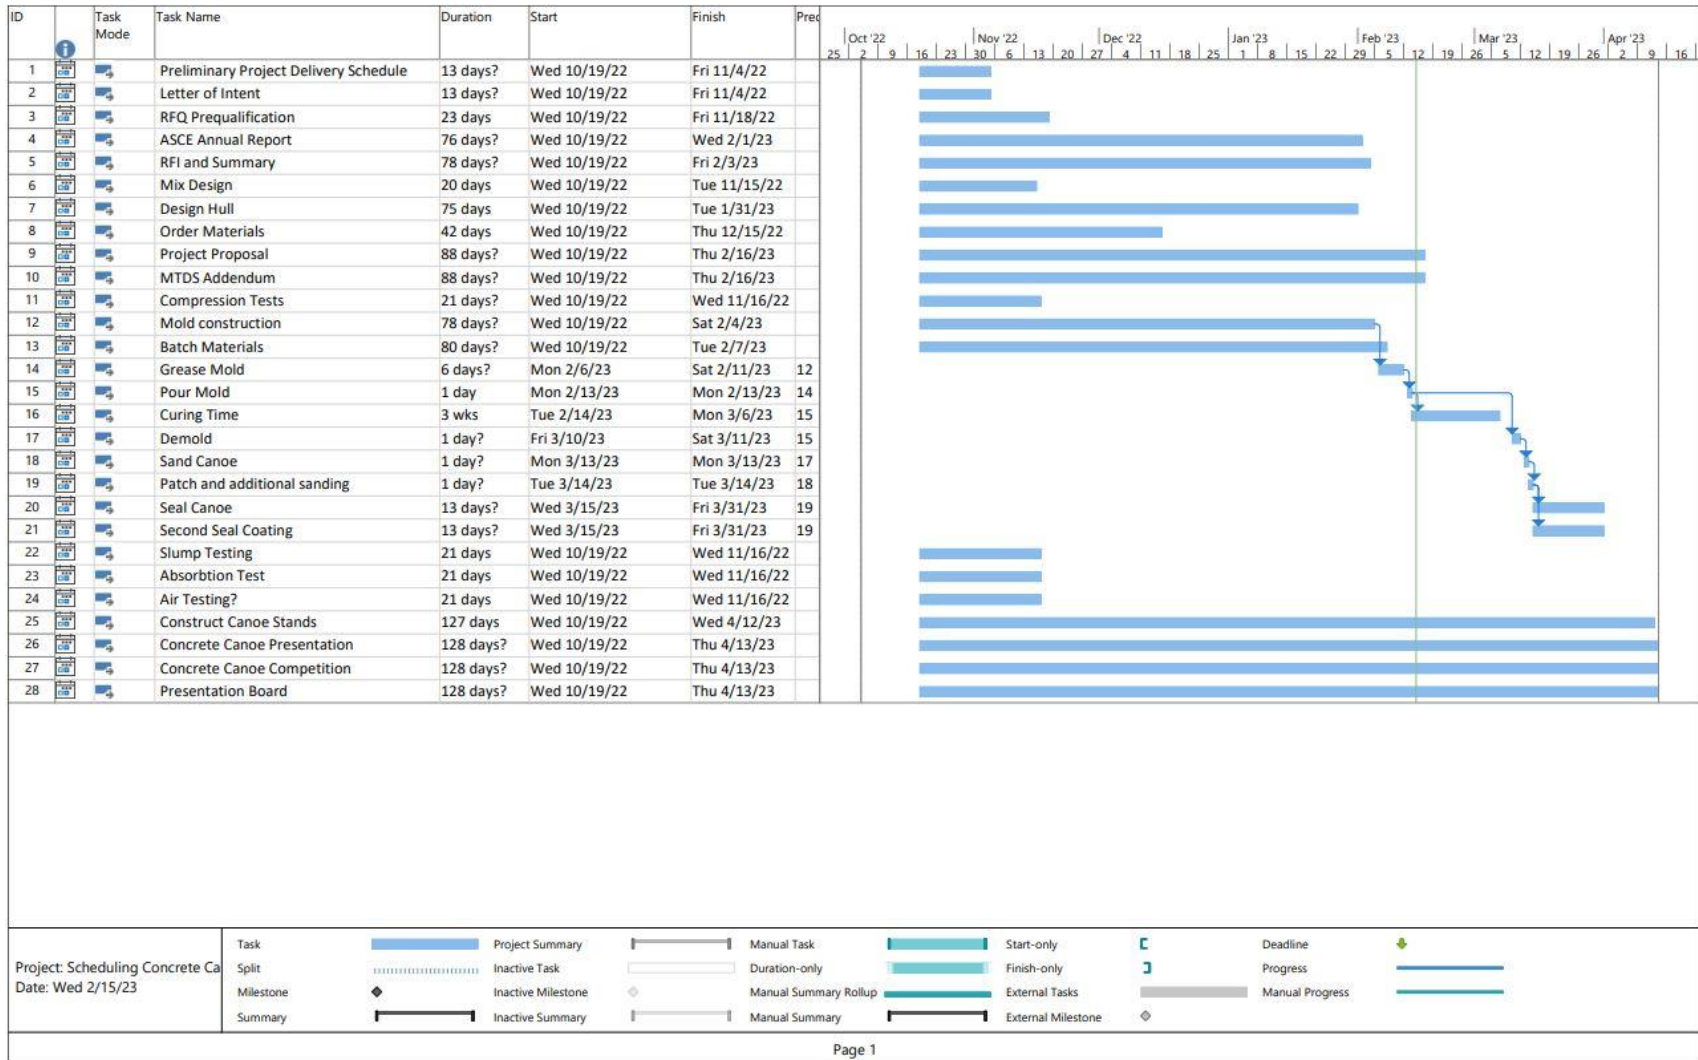 ID Task Mode Task Name Duration Start Finish Pred
Oct '22 Nov '22 Dec '22 Jan '23 Feb '23 Mar '23 Apr '23
25 2 9 16 23 30 6 13 20 27 4 11 18 25 1 8 15 22 29 5 12 19 26 5 12 19 26 2 9 16
1 Preliminary Project Delivery Schedule 13 days? Wed 10/19/22 Fri 11/4/22
2 Letter of Intent 13 days? Wed 10/19/22 Fri 11/4/22
3 RFQ Prequalification 23 days Wed 10/19/22 Fri 11/18/22
4 ASCE Annual Report 76 days? Wed 10/19/22 Wed 2/1/23
5 RFI and Summary 78 days? Wed 10/19/22 Fri 2/3/23
6 Mix Design 20 days Wed 10/19/22 Tue 11/15/22
7 Design Hull 75 days Wed 10/19/22 Tue 1/31/23
8 Order Materials 42 days Wed 10/19/22 Thu 12/15/22
9 Project Proposal 88 days? Wed 10/19/22 Thu 2/16/23
10 MTDS Addendum 88 days? Wed 10/19/22 Thu 2/16/23
11 Compression Tests 21 days? Wed 10/19/22 Wed 11/16/22
12 Mold construction 78 days? Wed 10/19/22 Sat 2/4/23
13 Batch Materials 80 days? Wed 10/19/22 Tue 2/7/23
14 Grease Mold 6 days? Mon 2/6/23 Sat 2/11/23 12
15 Pour Mold 1 day Mon 2/13/23 Mon 2/13/23 14
16 Curing Time 3 wks Tue 2/14/23 Mon 3/6/23 15
17 Demold 1 day? Fri 3/10/23 Sat 3/11/23 15
18 Sand Canoe 1 day? Mon 3/13/23 Mon 3/13/23 17
19 Patch and additional sanding 1 day? Tue 3/14/23 Tue 3/14/23 18
20 Seal Canoe 13 days? Wed 3/15/23 Fri 3/31/23 19
21 Second Seal Coating 13 days? Wed 3/15/23 Fri 3/31/23 19
22 Slump Testing 21 days Wed 10/19/22 Wed 11/16/22
23 Absorbtion Test 21 days Wed 10/19/22 Wed 11/16/22
24 Air Testing? 21 days Wed 10/19/22 Wed 11/16/22
25 Construct Canoe Stands 127 days Wed 10/19/22 Wed 4/12/23
26 Concrete Canoe Presentation 128 days? Wed 10/19/22 Thu 4/13/23
27 Concrete Canoe Competition 128 days? Wed 10/19/22 Thu 4/13/23
28 Presentation Board 128 days? Wed 10/19/22 Thu 4/13/23
Project: Scheduling Concrete Ca
Date: Wed 2/15/23
Task Project Summary Manual Task Start-only Deadline
Split Inactive Task Duration-only Finish-only Progress
Milestone Inactive Milestone Manual Summary Rollup External Tasks Manual Progress
Summary Inactive Summary Manual Summary External Milestone
Page 1